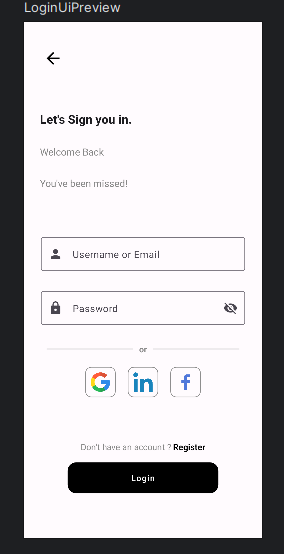 LoginUiPreview
Let's Sign you in.
Welcome Back
You've been missed!
Username or Email
Password
or
G in f
Don't have an account ? Register
Login